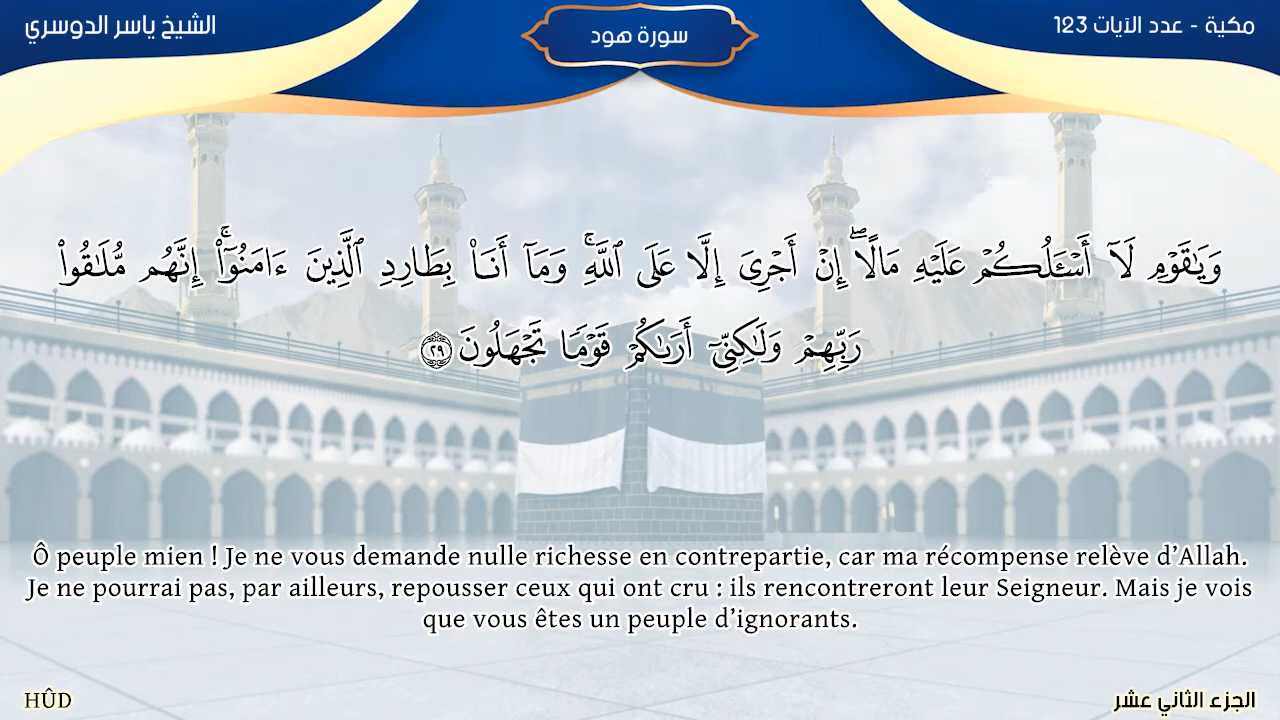 الشيخ ياسر الدوسري
سورة هود
مكية - عدد الآيات 123
وَيَٰقَوْمِ لَآ أَسْـَٔلُكُمْ عَلَيْهِ مَالًا ۖ إِنْ أَجْرِىَ إِلَّا عَلَى ٱللَّهِ ۚ وَمَآ أَنَا۠ بِطَارِدِ ٱلَّذِينَ ءَامَنُوٓا۟ ۚ إِنَّهُم مُّلَٰقُوا۟
رَبِّهِمْ وَلَٰكِنِّىٓ أَرَىٰكُمْ قَوْمًا تَجْهَلُونَ ٢٩
Ô peuple mien ! Je ne vous demande nulle richesse en contrepartie, car ma récompense relève d’Allah.
Je ne pourrai pas, par ailleurs, repousser ceux qui ont cru : ils rencontreront leur Seigneur. Mais je vois
que vous êtes un peuple d’ignorants.
HÛD
الجزء الثاني عشر